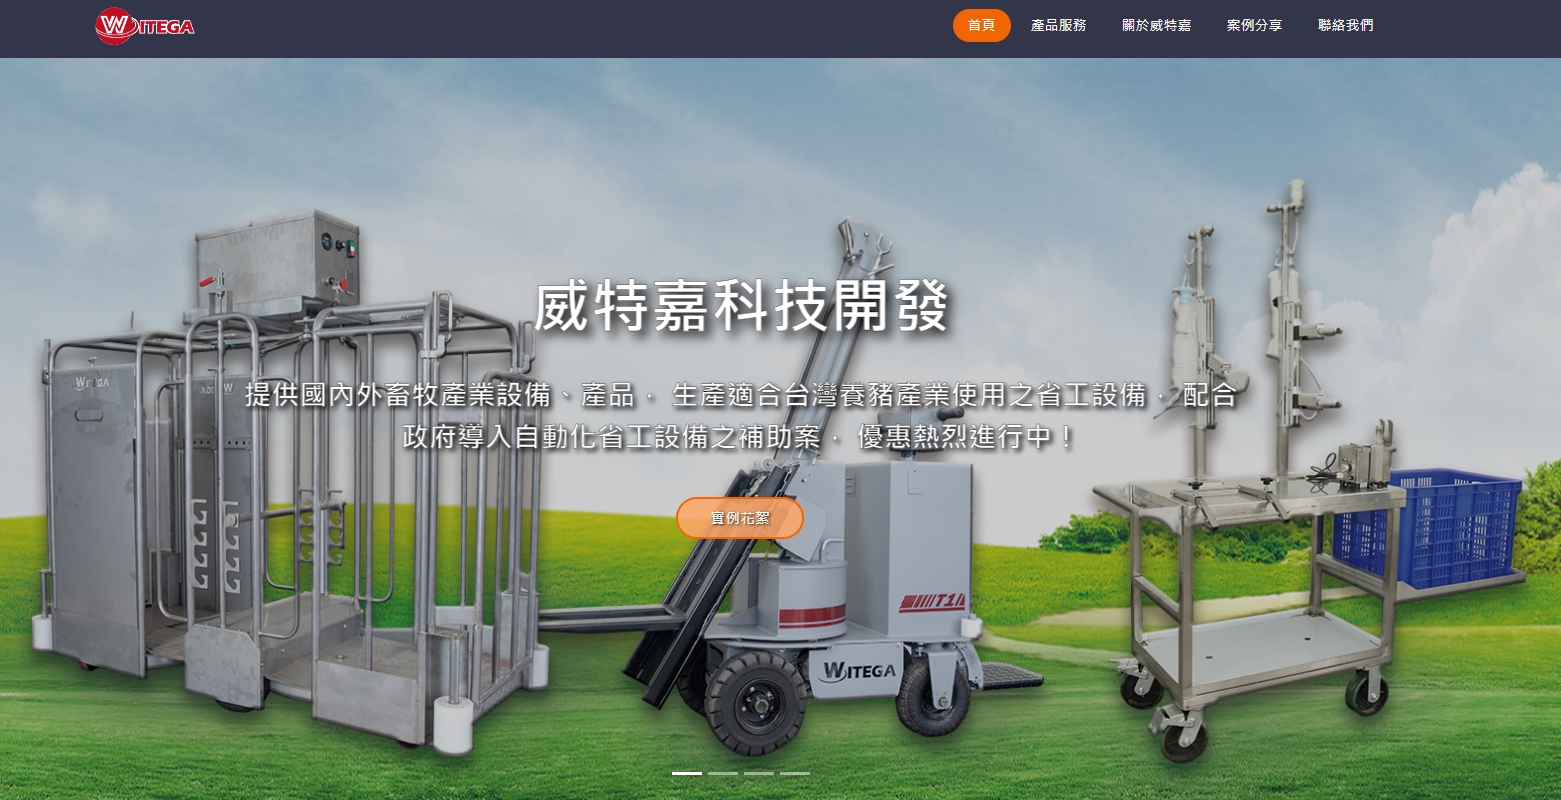 WITEGA
首頁 產品服務 關於威特嘉 案例分享 聯絡我們
威特嘉科技開發
提供國內外畜牧產業設備、產品， 生產適合台灣養豬產業使用之省工設備， 配合
政府導入自動化省工設備之補助案， 優惠熱烈進行中！
實例花絮
WITEGA
T1
WITEGA